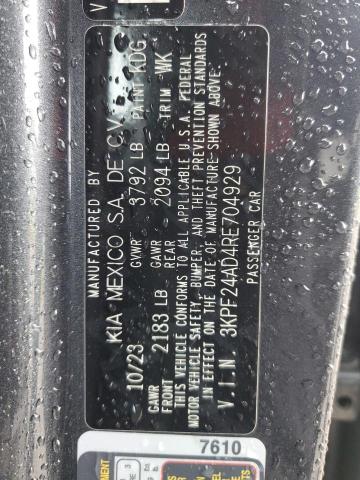 MANUFACTURED BY
KIA MEXICO S.A. DE C.V.
10/23 GVWR 3792 LB PAINT KDG
GAWR FRONT 2183 LB GAWR REAR 2094 LB TRIM WK
THIS VEHICLE CONFORMS TO ALL APPLICABLE U.S.A. FEDERAL
MOTOR VEHICLE SAFETY, BUMPER, AND THEFT PREVENTION STANDARDS
IN EFFECT ON THE DATE OF MANUFACTURE SHOWN ABOVE
V.I.N. 3KPF24AD4RE704929
PASSENGER CAR
7610